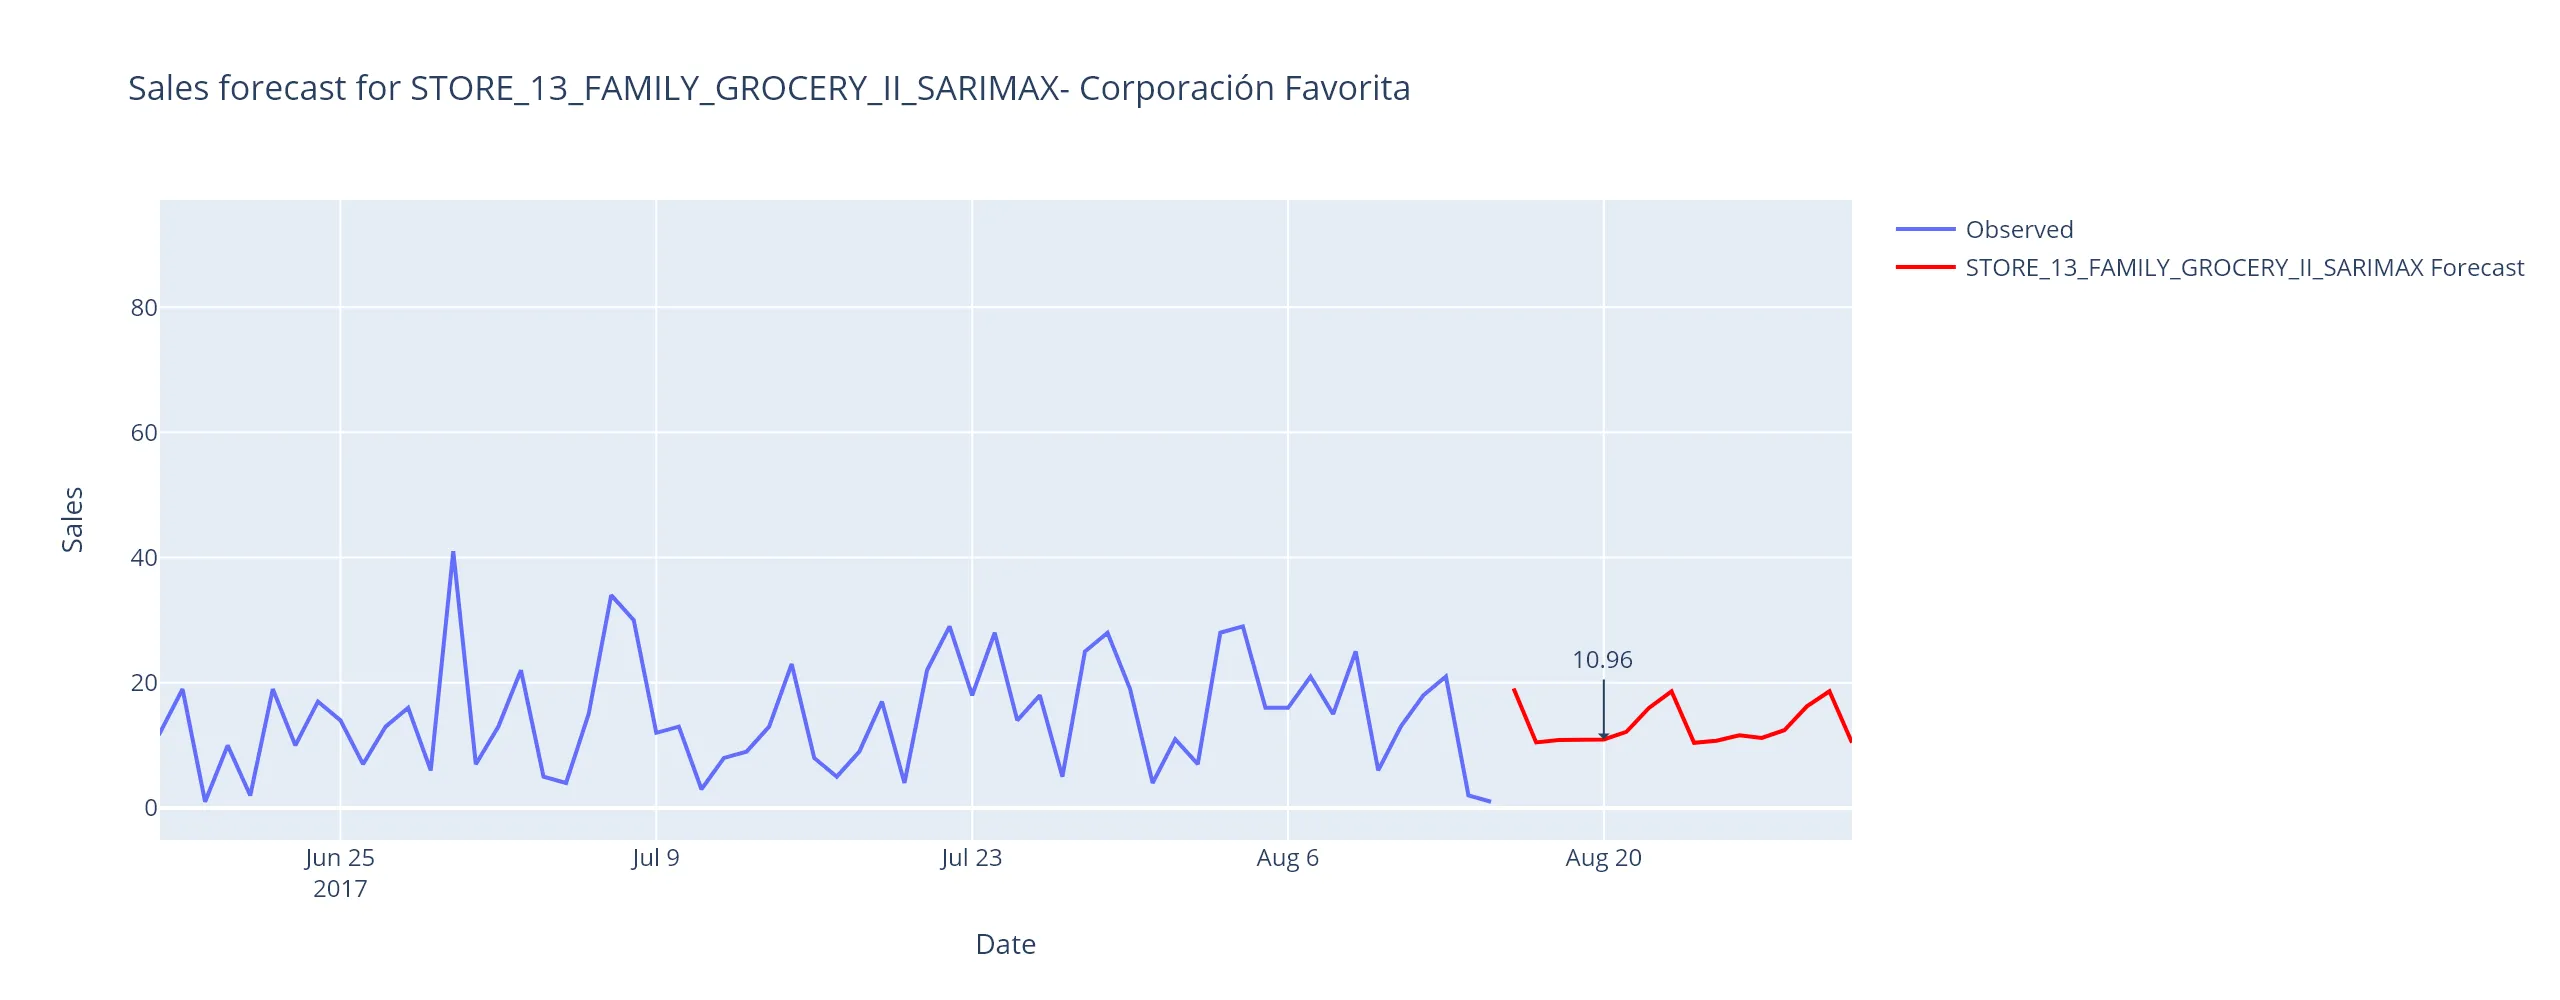 Sales forecast for STORE_13_FAMILY_GROCERY_II_SARIMAX- Corporación Favorita
Observed
STORE_13_FAMILY_GROCERY_II_SARIMAX Forecast
80
60
40
20
0
Sales
10.96
Jun 25
2017
Jul 9
Jul 23
Aug 6
Aug 20
Date